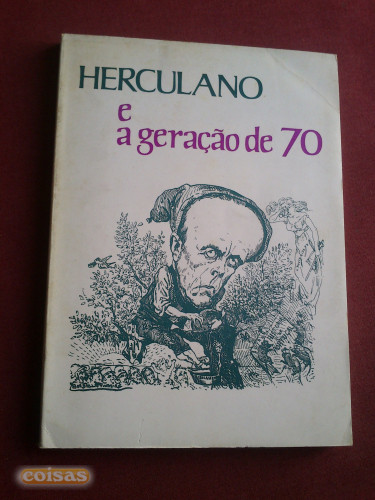 HERCULANO
e
a geração de 70
coisas